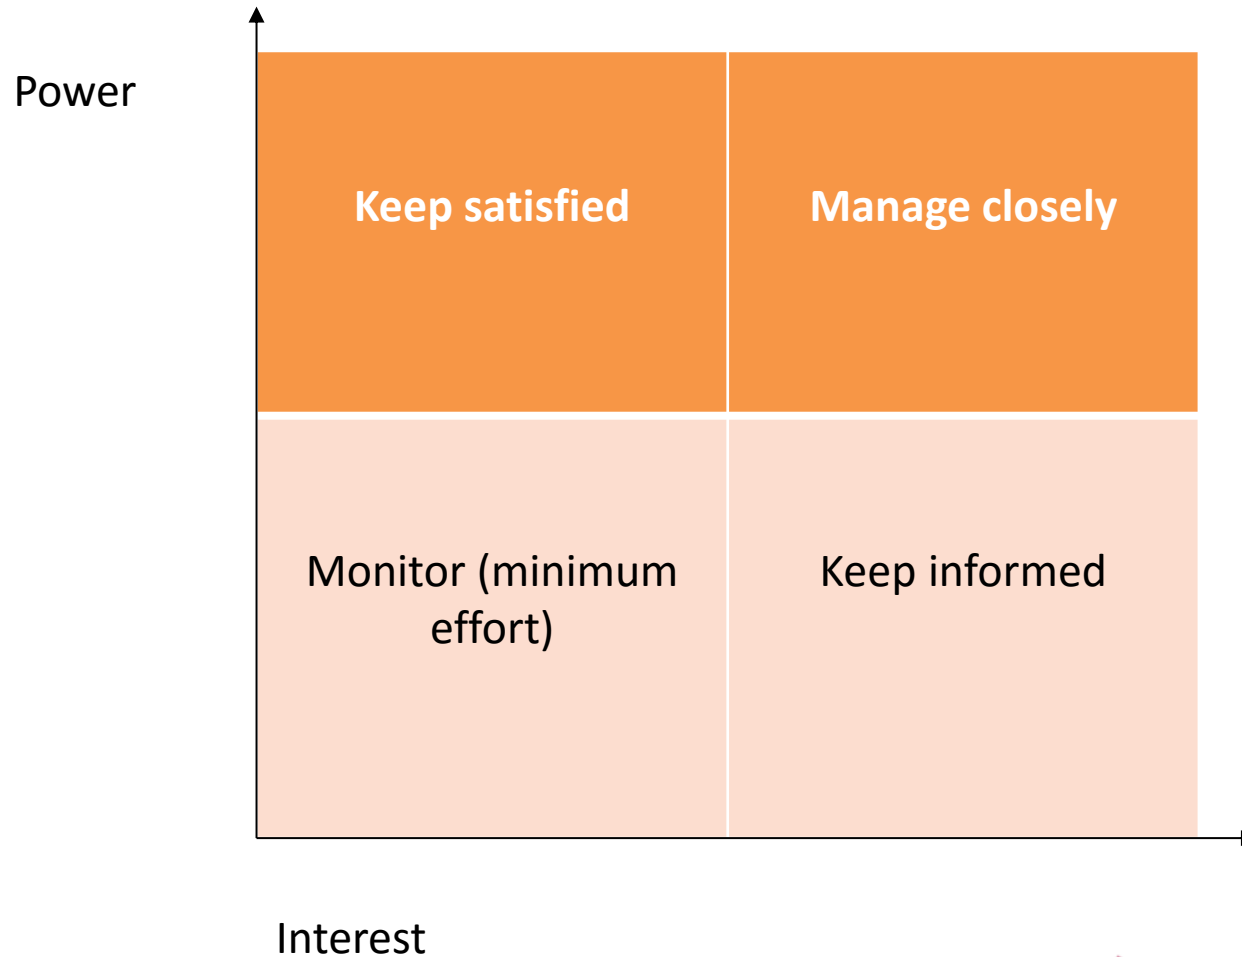 Power
Keep satisfied
Manage closely
Monitor (minimum
effort)
Keep informed
Interest